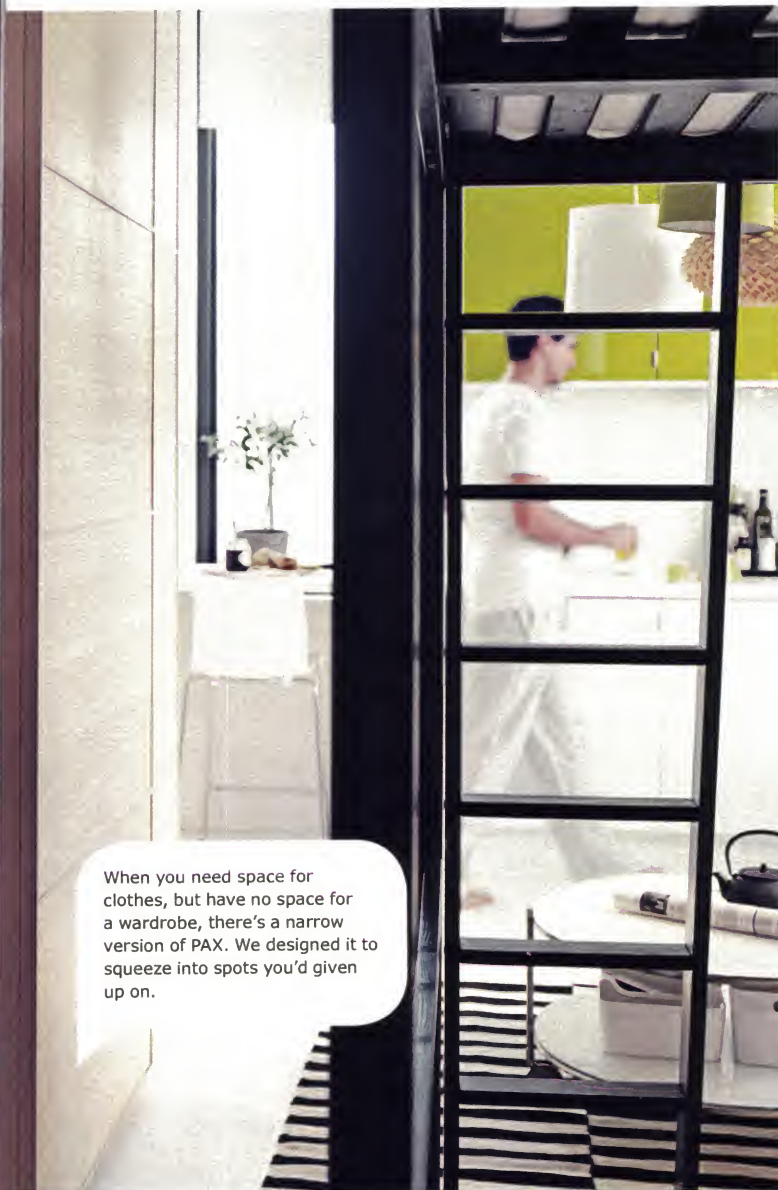 When you need space for
clothes, but have no space for
a wardrobe, there's a narrow
version of PAX. We designed it to
squeeze into spots you'd given
up on.